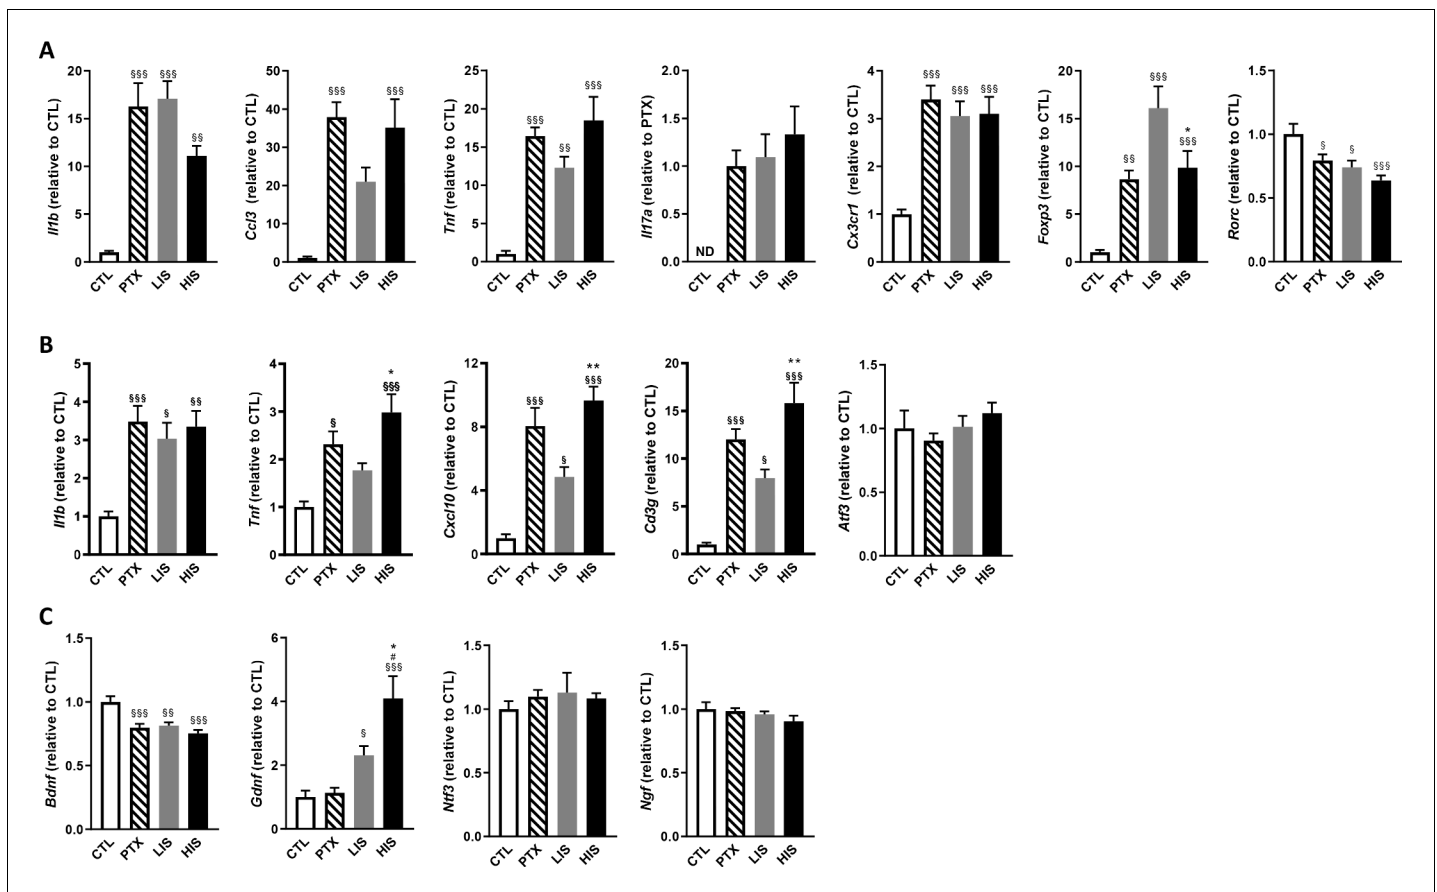 A
Il1b (relative to CTL)
20
15
10
5
0
§§§
§§§
§§
CTL
PTX
LIS
HIS
Ccl3 (relative to CTL)
50
40
30
20
10
0
§§§
§§§
CTL
PTX
LIS
HIS
Tnf (relative to CTL)
25
20
15
10
5
0
§§§
§§
§§§
CTL
PTX
LIS
HIS
Il17a (relative to PTX)
2.0
1.5
1.0
0.5
0.0
ND
CTL
PTX
LIS
HIS
Cx3cr1 (relative to CTL)
4
3
2
1
0
§§§
§§§
§§§
CTL
PTX
LIS
HIS
Foxp3 (relative to CTL)
20
15
10
5
0
§§
§§§
*
§§§
CTL
PTX
LIS
HIS
Rorc (relative to CTL)
1.5
1.0
0.5
0.0
§
§
§§§
CTL
PTX
LIS
HIS
B
Il1b (relative to CTL)
5
4
3
2
1
0
§§§
§
§§
CTL
PTX
LIS
HIS
Tnf (relative to CTL)
4
3
2
1
0
§
*
§§§
CTL
PTX
LIS
HIS
Cxcl10 (relative to CTL)
12
8
4
0
§§§
§
**
§§§
CTL
PTX
LIS
HIS
Cd3g (relative to CTL)
20
15
10
5
0
§§§
§
**
§§§
CTL
PTX
LIS
HIS
Atf3 (relative to CTL)
1.5
1.0
0.5
0.0
CTL
PTX
LIS
HIS
C
Bdnf (relative to CTL)
1.5
1.0
0.5
0.0
§§§
§§
§§§
CTL
PTX
LIS
HIS
Gdnf (relative to CTL)
6
4
2
0
§
*
#
§§§
CTL
PTX
LIS
HIS
Ntf3 (relative to CTL)
1.5
1.0
0.5
0.0
CTL
PTX
LIS
HIS
Ngf (relative to CTL)
1.5
1.0
0.5
0.0
CTL
PTX
LIS
HIS